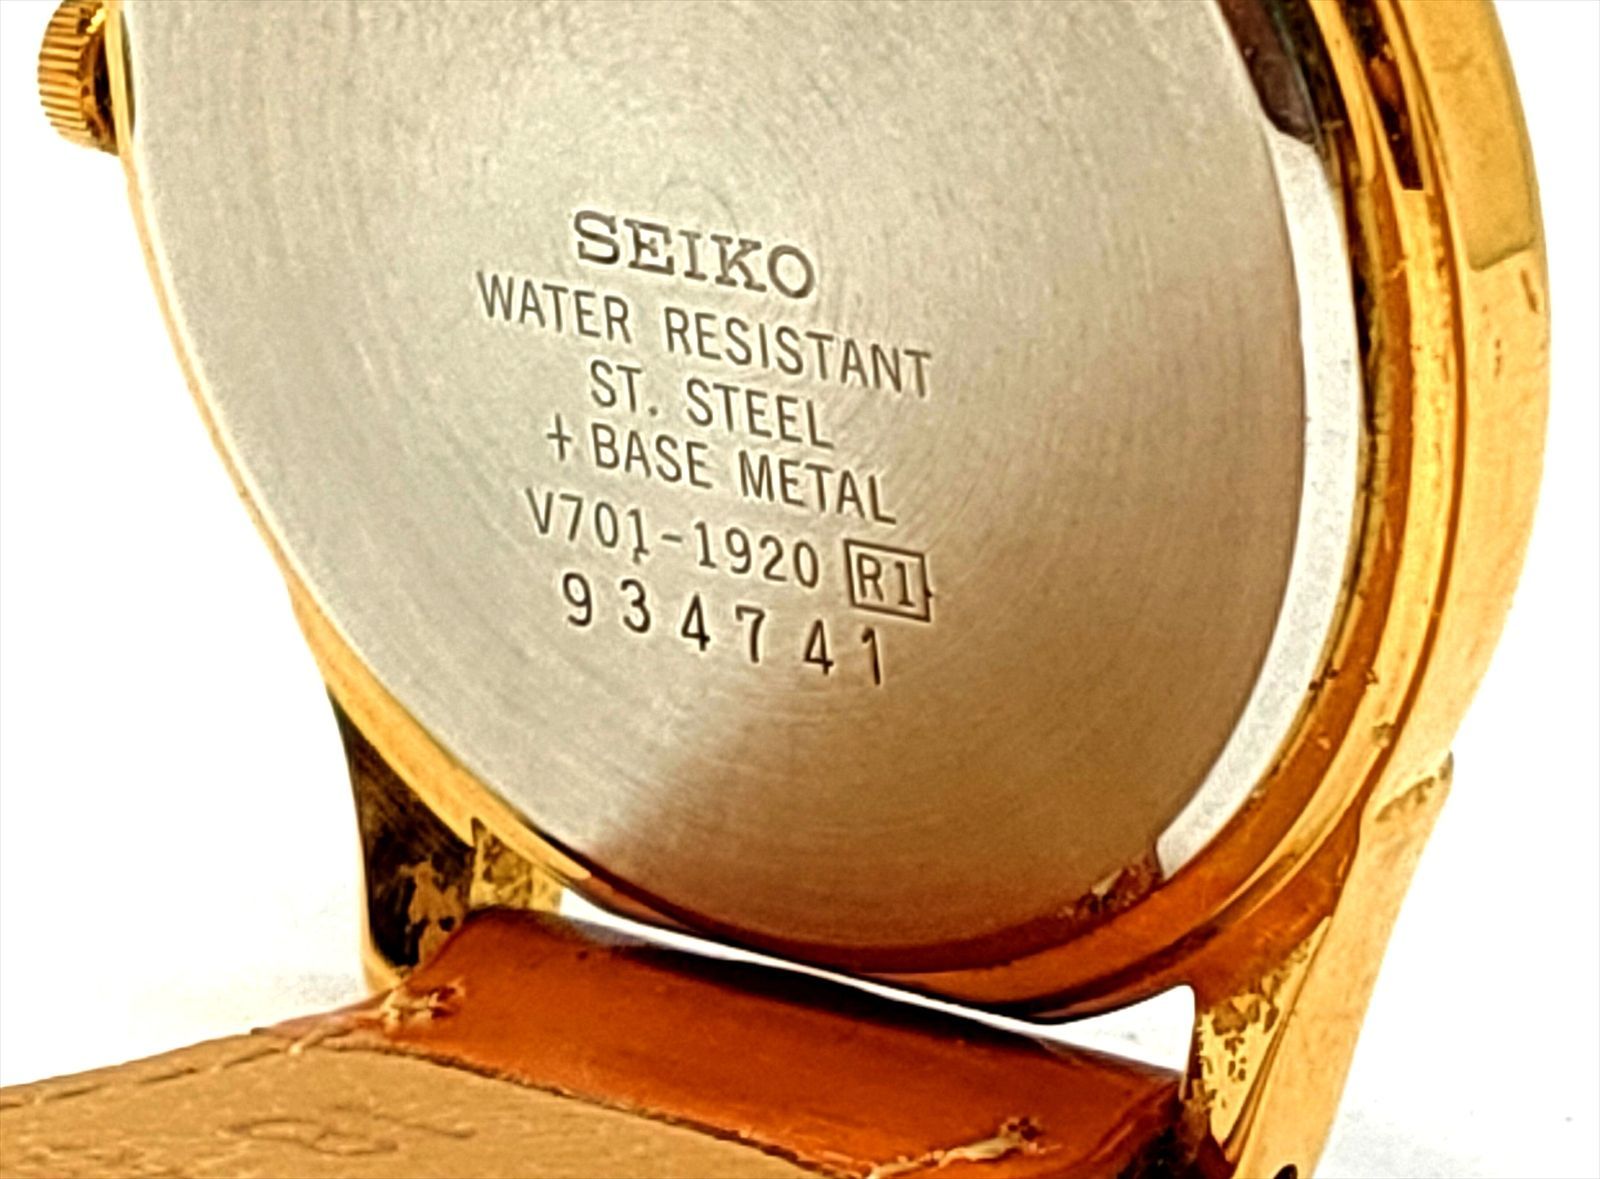 SEIKO
WATER RESISTANT
ST. STEEL
+ BASE METAL
V701-1920 R1
934741